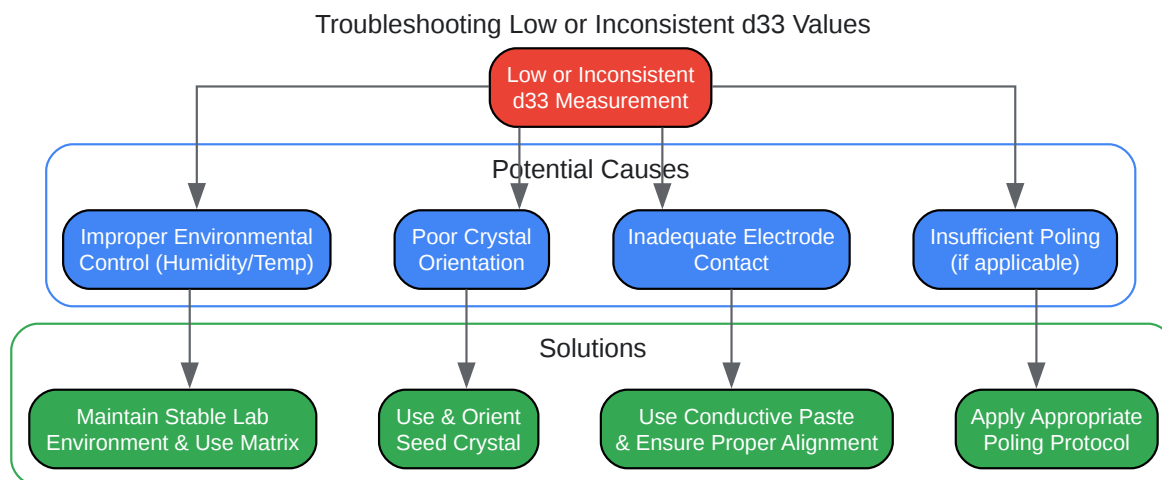 Troubleshooting Low or Inconsistent d33 Values
Low or Inconsistent
d33 Measurement
Potential Causes
Improper Environmental
Control (Humidity/Temp)
Poor Crystal
Orientation
Inadequate Electrode
Contact
Insufficient Poling
(if applicable)
Solutions
Maintain Stable Lab
Environment & Use Matrix
Use & Orient
Seed Crystal
Use Conductive Paste
& Ensure Proper Alignment
Apply Appropriate
Poling Protocol